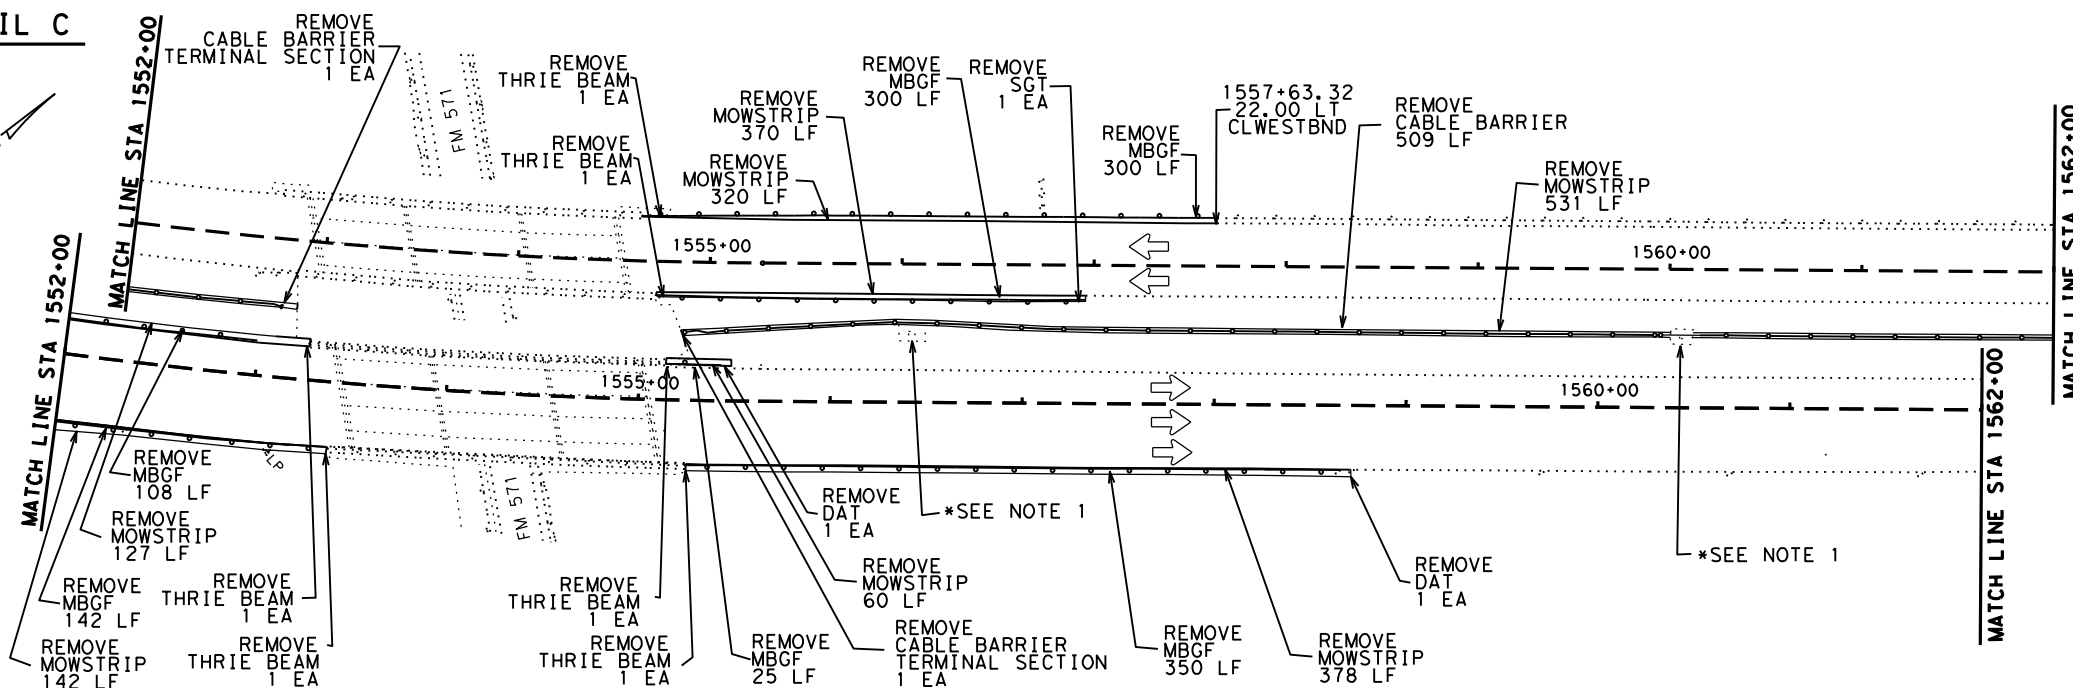 IL C
MATCH LINE STA 1552+00
REMOVE
CABLE BARRIER
TERMINAL SECTION
1 EA
FM 571
REMOVE
THRIE BEAM
1 EA
REMOVE
THRIE BEAM
1 EA
REMOVE
MOWSTRIP
370 LF
REMOVE
MOWSTRIP
320 LF
REMOVE
MBGF
300 LF
REMOVE
SGT
1 EA
REMOVE
MBGF
300 LF
1557+63.32
22.00 LT
CLWESTBND
REMOVE
CABLE BARRIER
509 LF
REMOVE
MOWSTRIP
531 LF
MATCH LINE STA 1562+00
1555+00
1560+00
MATCH LINE STA 1552+00
1555+00
1560+00
MATCH LINE STA 1562+00
LP
FM 571
REMOVE
MBGF
108 LF
REMOVE
MOWSTRIP
127 LF
REMOVE
MBGF
142 LF
REMOVE
MOWSTRIP
142 LF
REMOVE
THRIE BEAM
1 EA
REMOVE
THRIE BEAM
1 EA
REMOVE
THRIE BEAM
1 EA
REMOVE
THRIE BEAM
1 EA
REMOVE
MBGF
25 LF
REMOVE
DAT
1 EA
REMOVE
MOWSTRIP
60 LF
REMOVE
CABLE BARRIER
TERMINAL SECTION
1 EA
*SEE NOTE 1
REMOVE
MBGF
350 LF
REMOVE
MOWSTRIP
378 LF
REMOVE
DAT
1 EA
*SEE NOTE 1